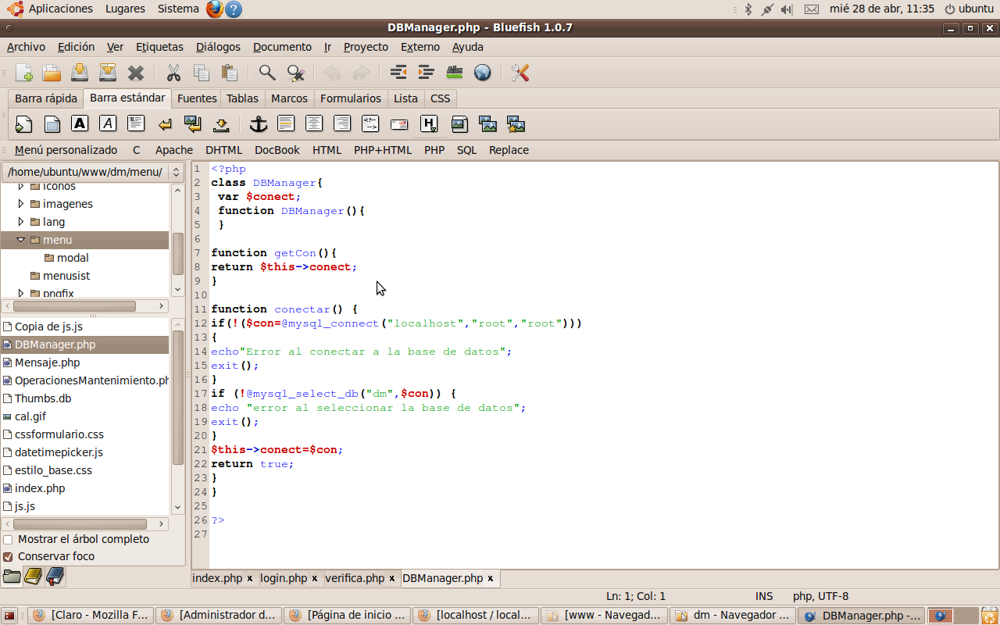 Aplicaciones Lugares Sistema mié 28 de abr, 11:35 ubuntu
DBManager.php - Bluefish 1.0.7
Archivo Edición Ver Etiquetas Diálogos Documento Ir Proyecto Externo Ayuda
Abc
Barra rápida Barra estándar Fuentes Tablas Marcos Formularios Lista CSS
A A H
Menú personalizado C Apache DHTML DocBook HTML PHP+HTML PHP SQL Replace
/home/ubuntu/www/dm/menu/
iconos
imagenes
lang
menu
modal
menusist
pngfix
Copia de js.js
DBManager.php
Mensaje.php
OperacionesMantenimiento.ph
Thumbs.db
cal.gif
cssformulario.css
datetimepicker.js
estilo_base.css
index.php
js.js
Mostrar el árbol completo
Conservar foco
1 <?php
2 class DBManager{
3 var $conect;
4 function DBManager(){
5 }
6
7 function getCon(){
8 return $this->conect;
9 }
10
11 function conectar() {
12 if(!($con=@mysql_connect("localhost","root","root")))
13 {
14 echo"Error al conectar a la base de datos";
15 exit();
16 }
17 if (!@mysql_select_db("dm",$con)) {
18 echo "error al seleccionar la base de datos";
19 exit();
20 }
21 $this->conect=$con;
22 return true;
23 }
24 }
25
26 ?>
27
index.php x login.php x verifica.php x DBManager.php x
Ln: 1; Col: 1 INS php, UTF-8
[Claro - Mozilla F... [Administrador d... [Página de inicio ... [localhost / local... [www - Navegad... dm - Navegador ... DBManager.php -...